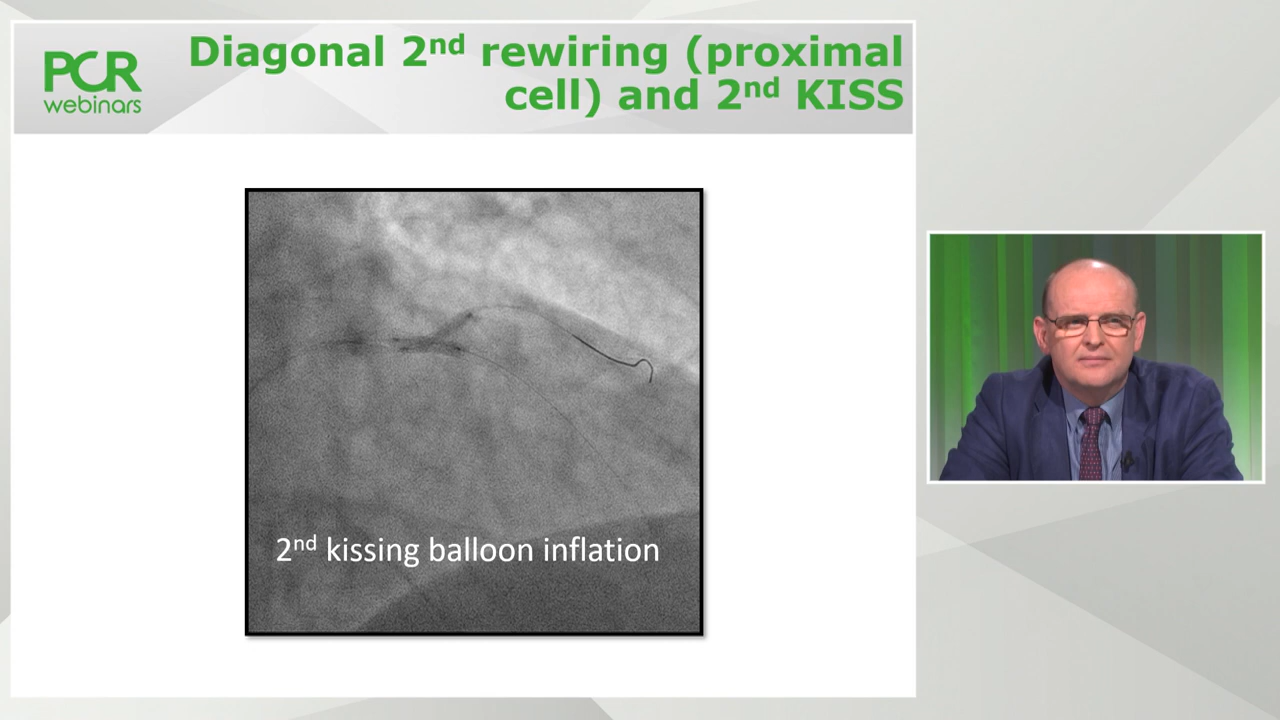 PCR
webinars
Diagonal 2nd rewiring (proximal
cell) and 2nd KISS
2nd kissing balloon inflation